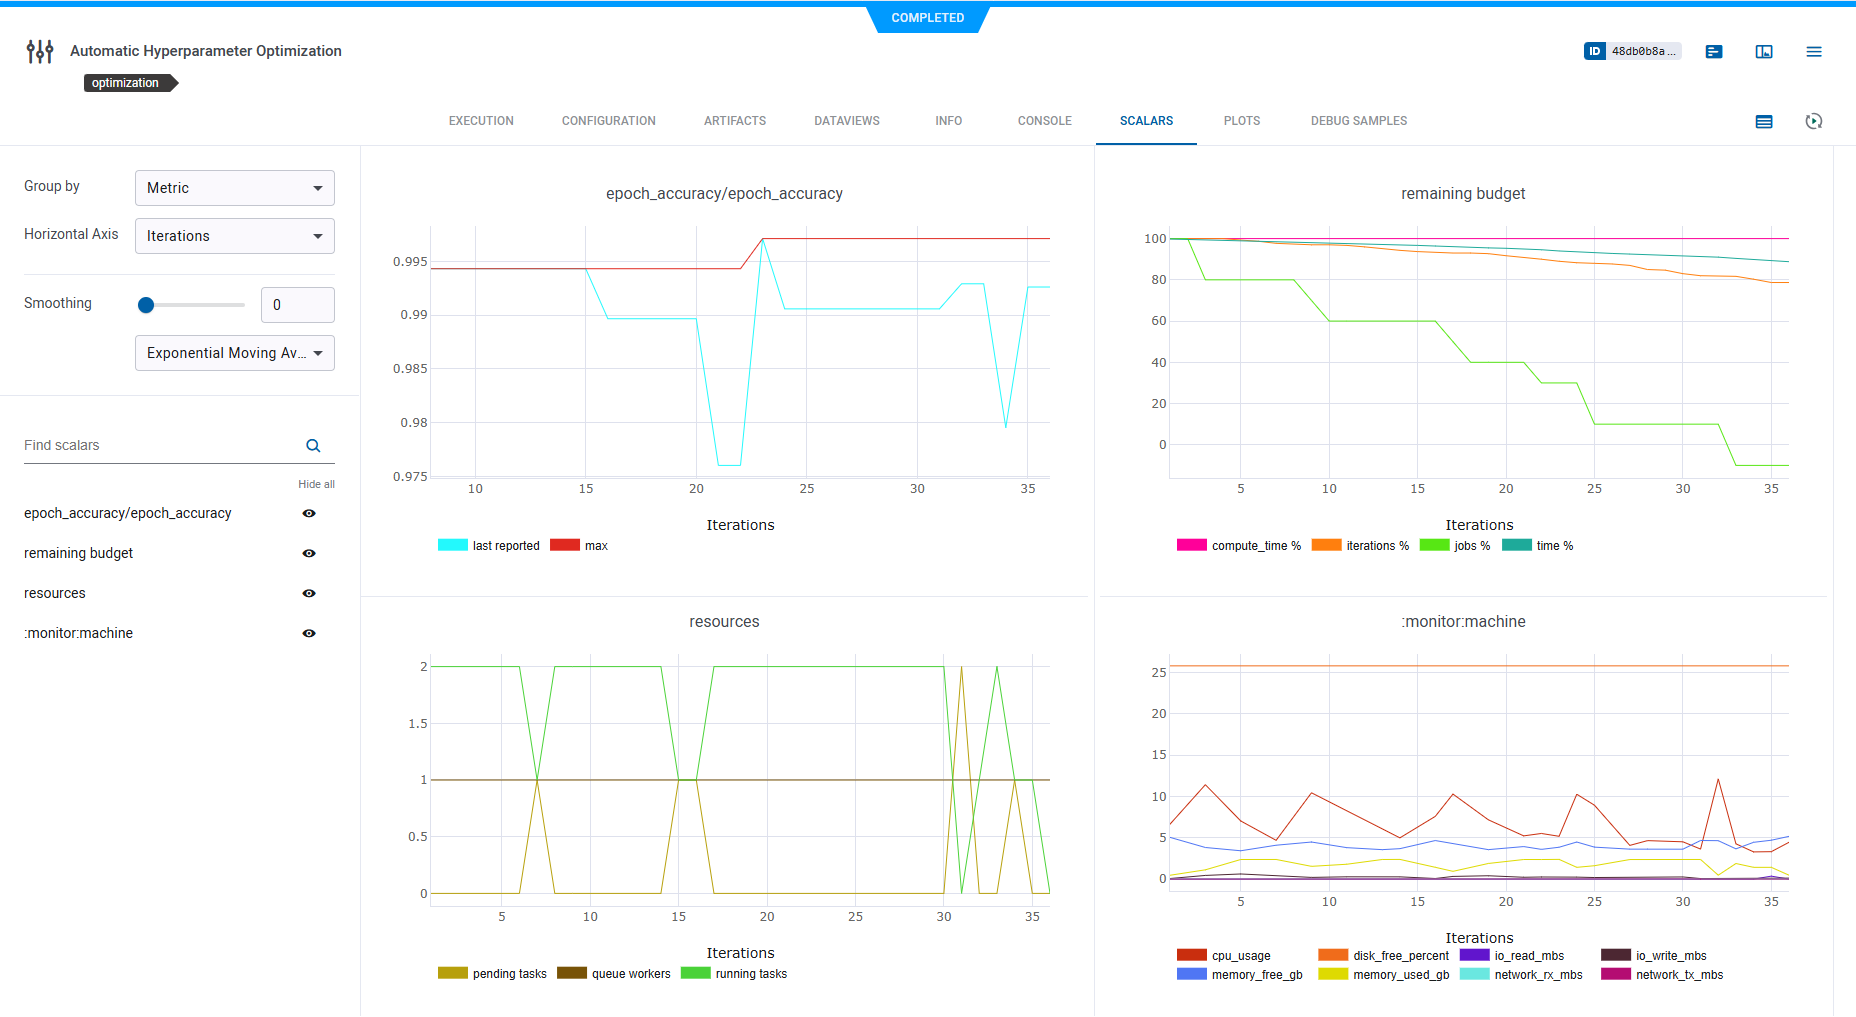 COMPLETED
Automatic Hyperparameter Optimization
ID 48db0b8a ...
optimization
EXECUTION CONFIGURATION ARTIFACTS DATAVIEWS INFO CONSOLE SCALARS PLOTS DEBUG SAMPLES
Group by Metric
Horizontal Axis Iterations
Smoothing 0
Exponential Moving Av...
Find scalars
Hide all
epoch_accuracy/epoch_accuracy
remaining budget
resources
:monitor:machine
epoch_accuracy/epoch_accuracy
0.995
0.99
0.985
0.98
0.975
10 15 20 25 30 35
Iterations
last reported max
remaining budget
100
80
60
40
20
0
5 10 15 20 25 30 35
Iterations
compute_time % iterations % jobs % time %
resources
2
1.5
1
0.5
0
5 10 15 20 25 30 35
Iterations
pending tasks queue workers running tasks
:monitor:machine
25
20
15
10
5
0
5 10 15 20 25 30 35
Iterations
cpu_usage disk_free_percent io_read_mbs io_write_mbs
memory_free_gb memory_used_gb network_rx_mbs network_tx_mbs